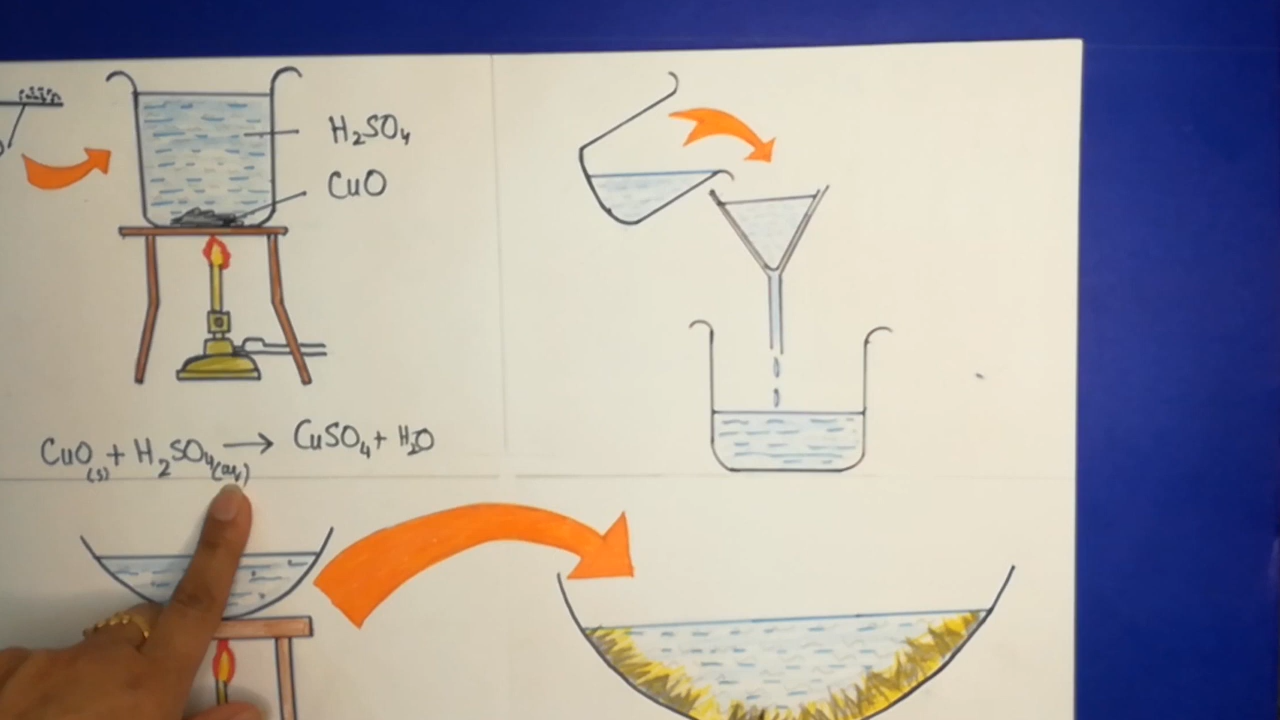 H₂SO₄
CuO
CuO(s) + H₂SO₄(aq) → CuSO₄ + H₂O